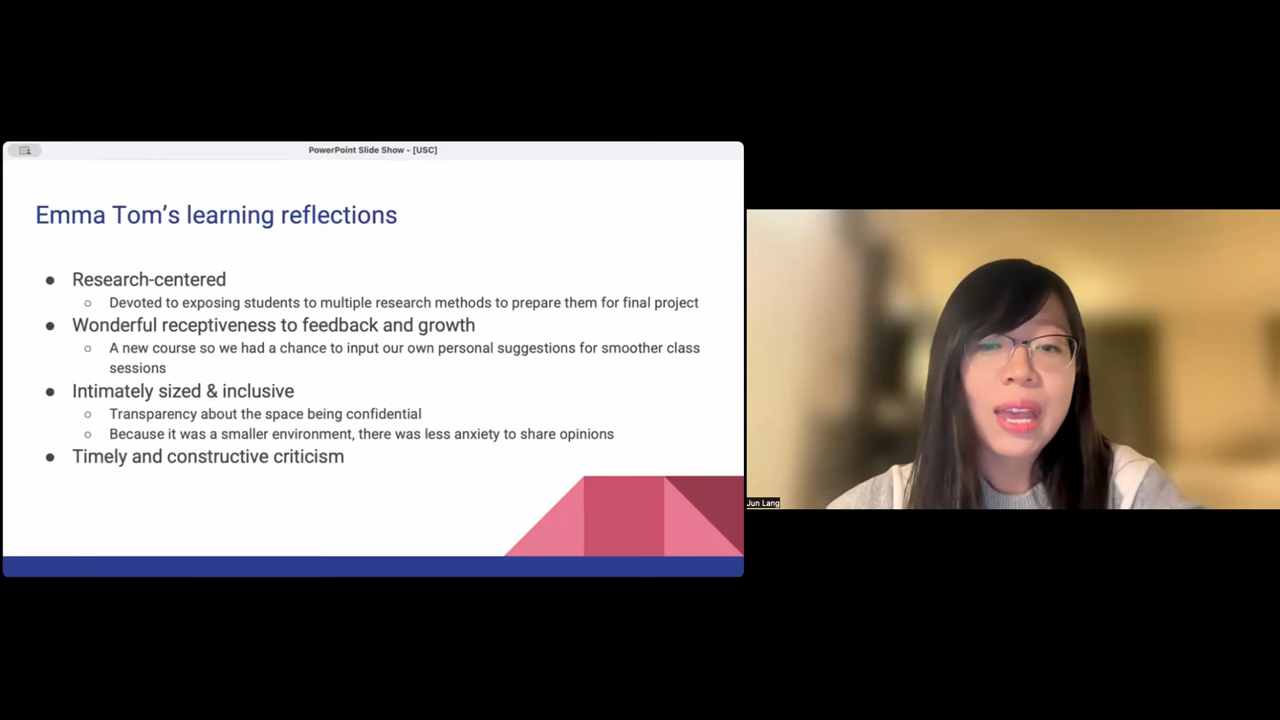 PowerPoint Slide Show - [USC]
Emma Tom’s learning reflections
● Research-centered
○ Devoted to exposing students to multiple research methods to prepare them for final project
● Wonderful receptiveness to feedback and growth
○ A new course so we had a chance to input our own personal suggestions for smoother class
sessions
● Intimately sized & inclusive
○ Transparency about the space being confidential
○ Because it was a smaller environment, there was less anxiety to share opinions
● Timely and constructive criticism
Jun Lang